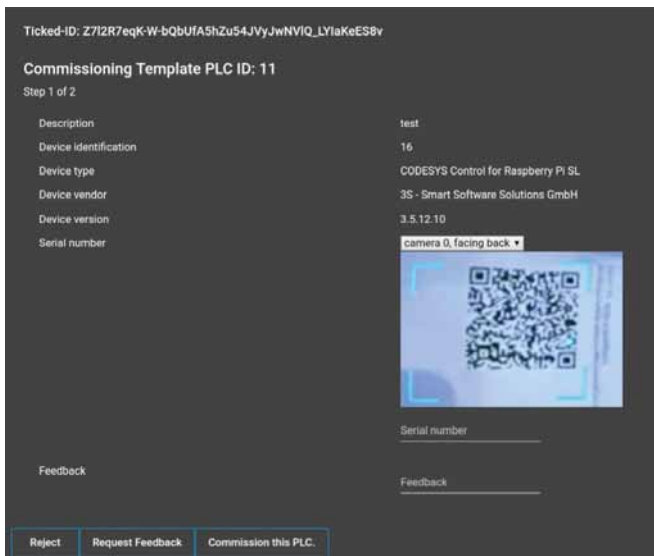 Ticked-ID: Z7l2R7eqK-W-bQbUfA5hZu54JVyJwNVlQ_LYlaKeES8v
Commissioning Template PLC ID: 11
Step 1 of 2
Description test
Device identification 16
Device type CODESYS Control for Raspberry Pi SL
Device vendor 3S - Smart Software Solutions GmbH
Device version 3.5.12.10
Serial number camera 0, facing back
Serial number
Feedback
Feedback
Reject Request Feedback Commission this PLC.